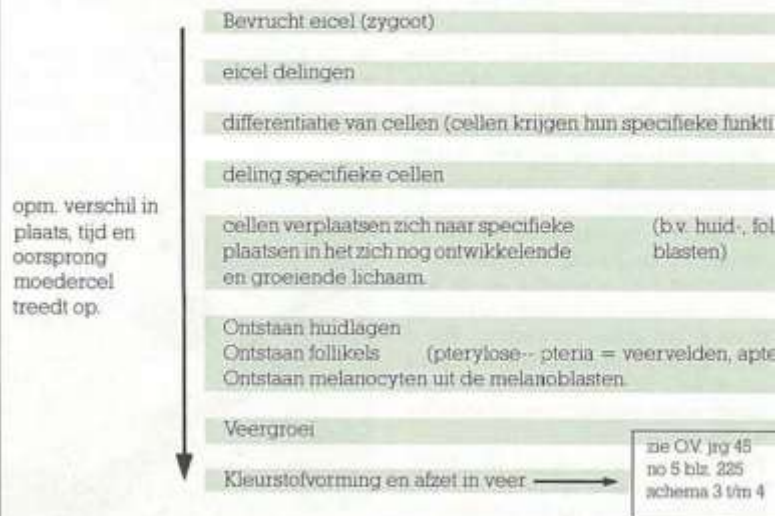 Bevrucht eicel (zygoot)
eicel delingen
differentiatie van cellen (cellen krijgen hun specifieke funkti
deling specifieke cellen
opm. verschil in
plaats, tijd en
oorsprong
moedercel
treedt op.
cellen verplaatsen zich naar specifieke (b.v. huid-, fol
plaatsen in het zich nog ontwikkelende blasten)
en groeiende lichaam.
Ontstaan huidlagen
Ontstaan follikels (pterylose-- pteria = veervelden, apte
Ontstaan melanocyten uit de melanoblasten.
Veergroei
Kleurstofvorming en afzet in veer
zie O.V. jrg 45
no 5 blz. 225
schema 3 t/m 4